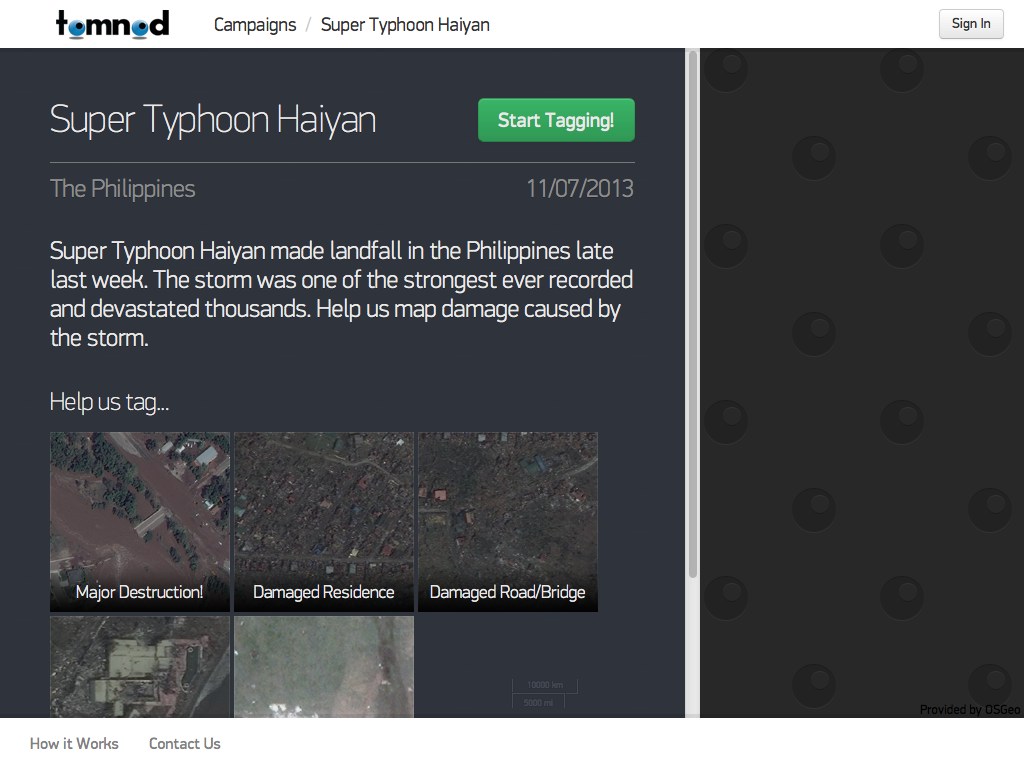 tomnod
Campaigns / Super Typhoon Haiyan
Sign In
Super Typhoon Haiyan
Start Tagging!
The Philippines
11/07/2013
Super Typhoon Haiyan made landfall in the Philippines late
last week. The storm was one of the strongest ever recorded
and devastated thousands. Help us map damage caused by
the storm.
Help us tag...
Major Destruction!
Damaged Residence
Damaged Road/Bridge
10000 km
5000 mi
Provided by OSGeo
How it Works
Contact Us